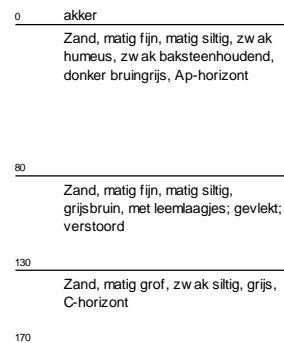 0 akker
Zand, matig fijn, matig siltig, zwak
humeus, zwak baksteenhoudend,
donker bruingrijs, Ap-horizont
80
Zand, matig fijn, matig siltig,
grijsbruin, met leemlaagjes; gevlekt;
verstoord
130
Zand, matig grof, zwak siltig, grijs,
C-horizont
170